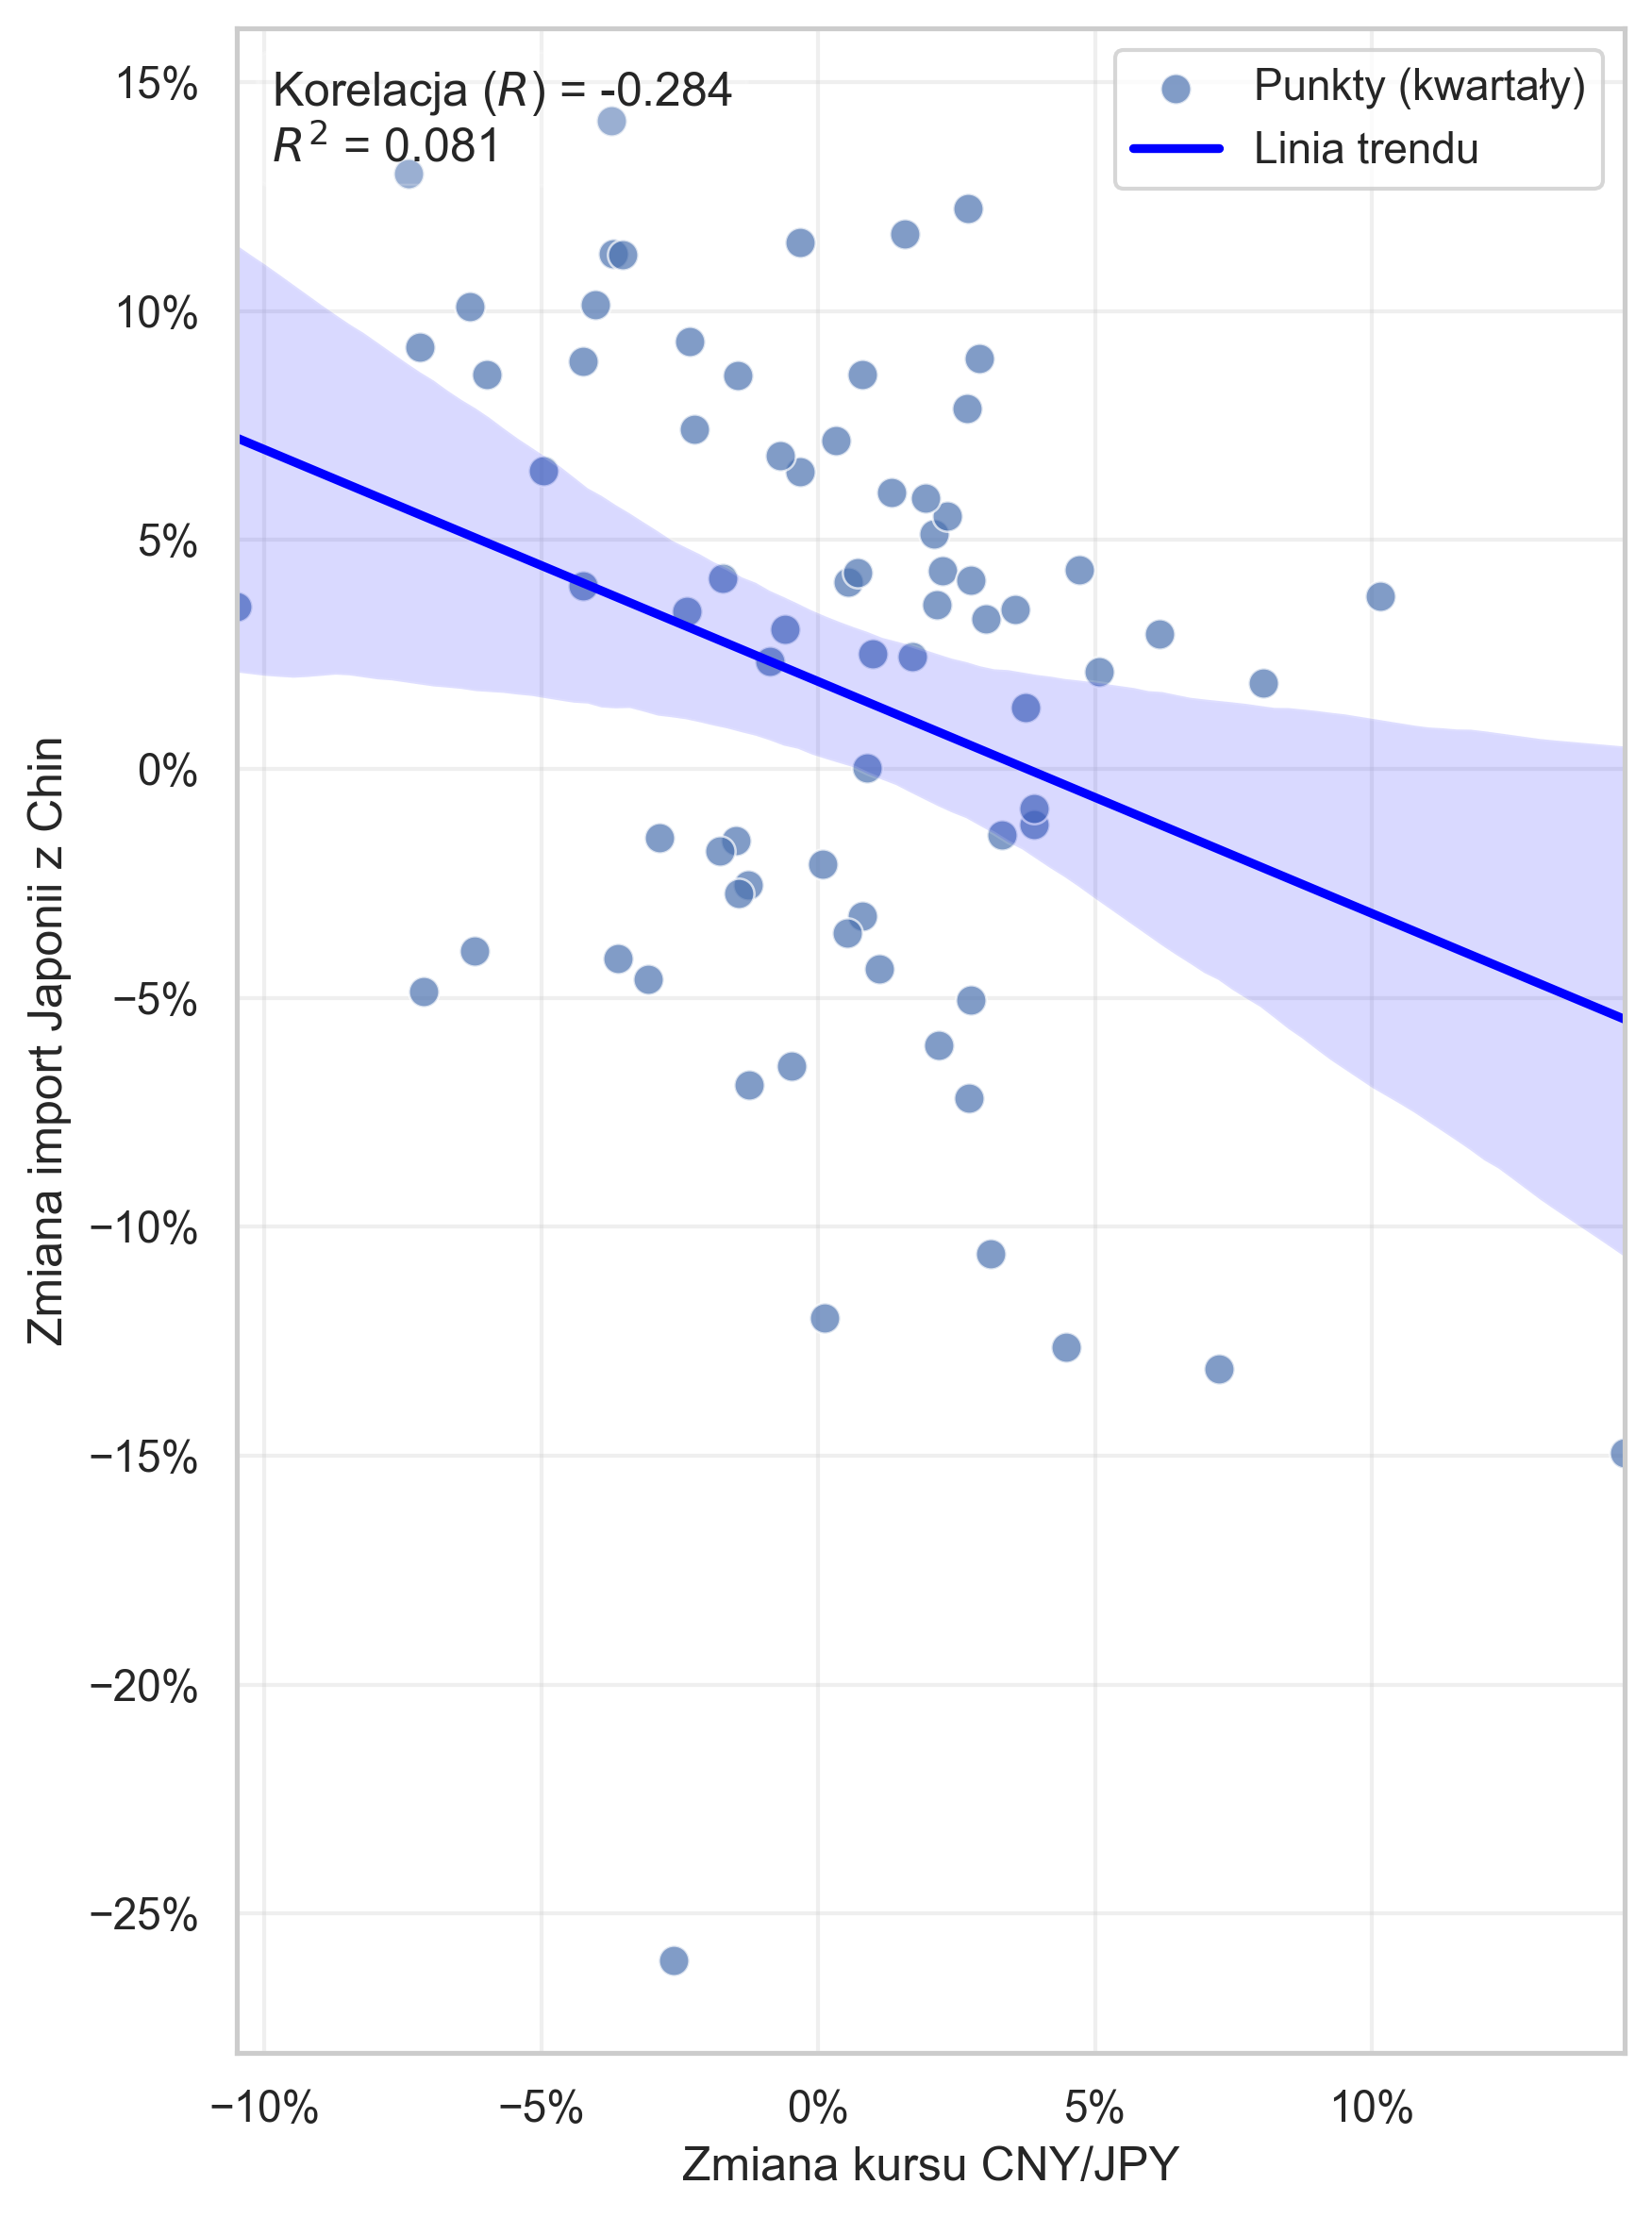 Korelacja (R) = -0.284
R² = 0.081
Punkty (kwartały)
Linia trendu
15%
10%
5%
0%
−5%
−10%
−15%
−20%
−25%
Zmiana import Japonii z Chin
−10%
−5%
0%
5%
10%
Zmiana kursu CNY/JPY